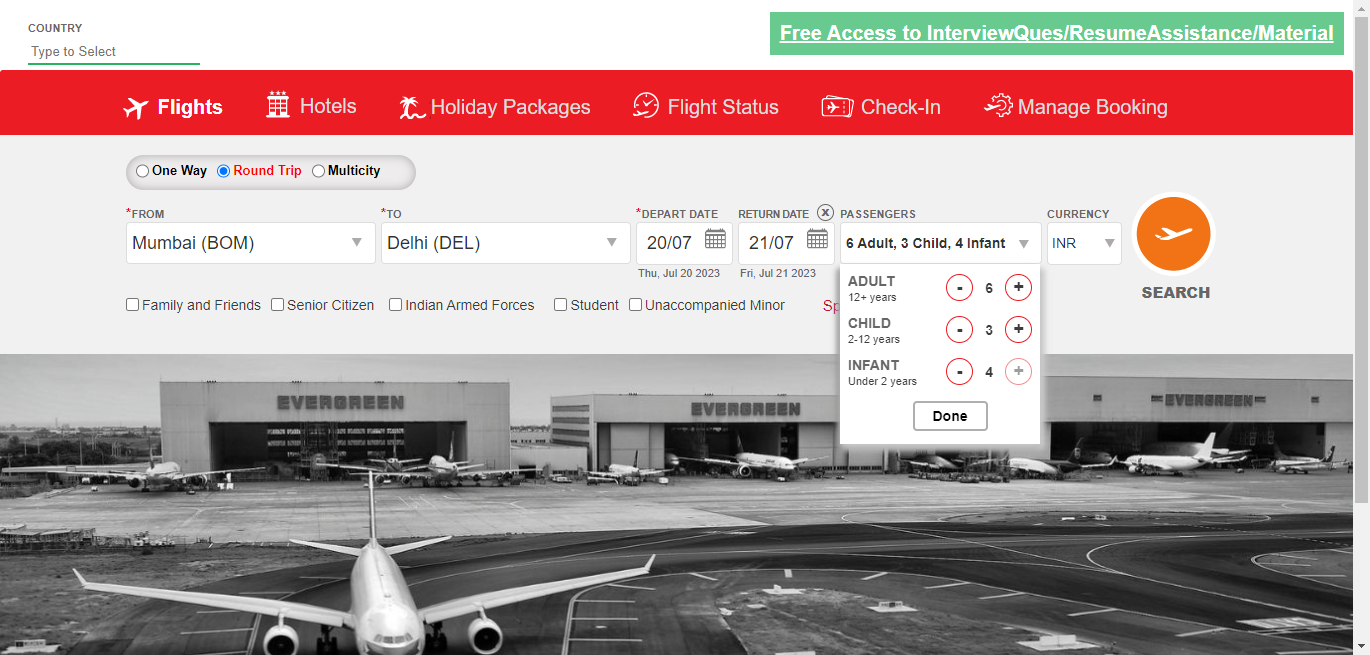 COUNTRY
Type to Select
Free Access to InterviewQues/ResumeAssistance/Material
Flights Hotels Holiday Packages Flight Status Check-In Manage Booking
One Way Round Trip Multicity
*FROM *TO *DEPART DATE RETURN DATE X PASSENGERS CURRENCY
Mumbai (BOM) Delhi (DEL) 20/07 21/07 6 Adult, 3 Child, 4 Infant INR
Thu, Jul 20 2023 Fri, Jul 21 2023
SEARCH
Family and Friends Senior Citizen Indian Armed Forces Student Unaccompanied Minor Sp
ADULT - 6 +
12+ years
CHILD - 3 +
2-12 years
INFANT - 4 +
Under 2 years
Done
EVERGREEN EVERGREEN EVERGREEN